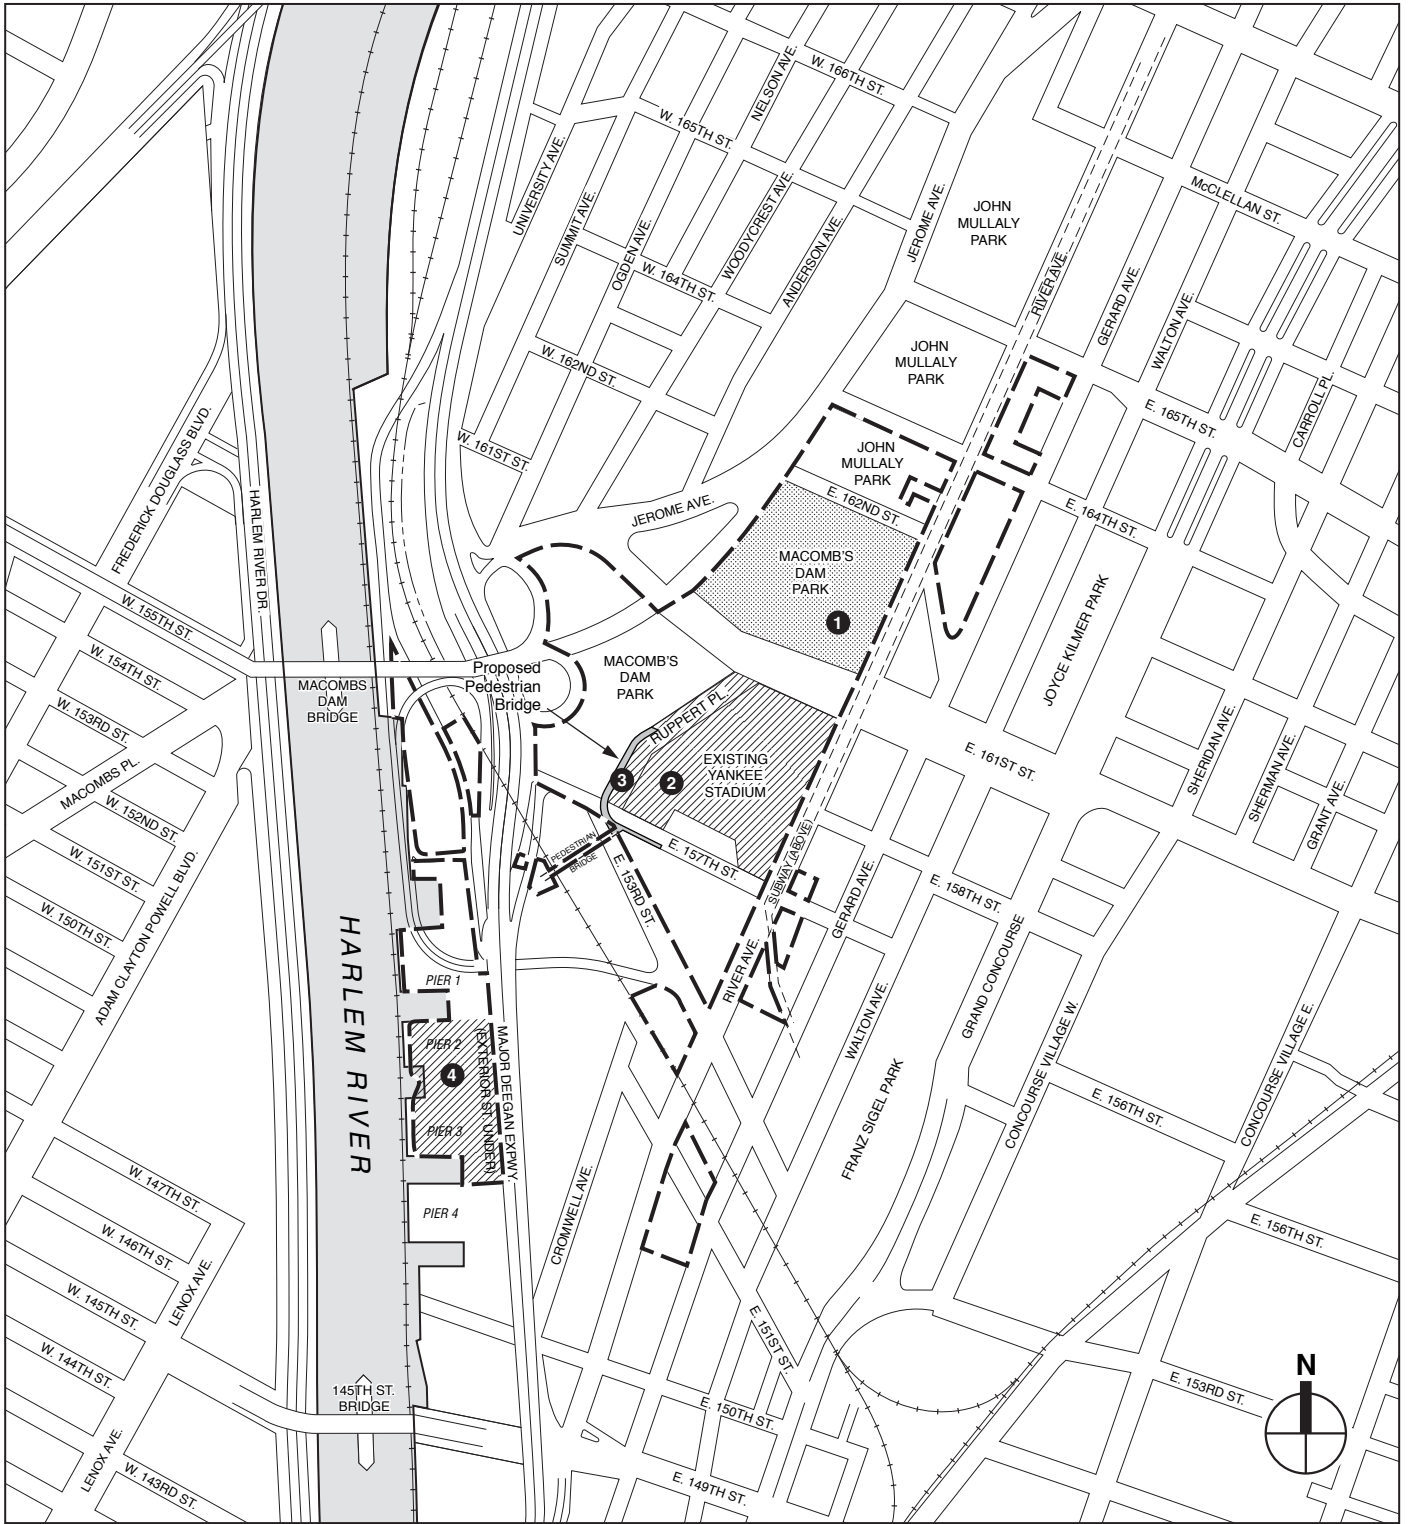 W. 166TH ST.
NELSON AVE.
W. 165TH ST.
UNIVERSITY AVE.
SUMMIT AVE.
OGDEN AVE.
WOODYCREST AVE.
ANDERSON AVE.
JEROME AVE.
JOHN
MULLALY
PARK
McCLELLAN ST.
W. 164TH ST.
RIVER AVE.
GERARD AVE.
WALTON AVE.
JOHN
MULLALY
PARK
W. 162ND ST.
CARROLL PL.
E. 165TH ST.
FREDERICK DOUGLASS BLVD.
W. 161ST ST.
JOHN
MULLALY
PARK
E. 162ND ST.
JEROME AVE.
E. 164TH ST.
HARLEM RIVER DR.
MACOMB'S
DAM
PARK
1
JOYCE KILMER PARK
W. 155TH ST.
W. 154TH ST.
W. 153RD ST.
MACOMBS PL.
W. 152ND ST.
W. 151ST ST.
W. 150TH ST.
MACOMBS
DAM
BRIDGE
Proposed
Pedestrian
Bridge
MACOMB'S
DAM
PARK
RUPPERT PL.
EXISTING
YANKEE
STADIUM
3
2
E. 161ST ST.
SHERIDAN AVE.
SHERMAN AVE.
GRANT AVE.
PEDESTRIAN
BRIDGE
E. 157TH ST.
SUBWAY (ABOVE)
E. 153RD ST.
GERARD AVE.
E. 158TH ST.
ADAM CLAYTON POWELL BLVD.
HARLEM RIVER
PIER 1
RIVER AVE.
GRAND CONCOURSE
WALTON AVE.
CONCOURSE VILLAGE W.
CONCOURSE VILLAGE E.
PIER 2
4
PIER 3
(EXTERIOR ST. UNDER)
MAJOR DEEGAN EXPWY.
FRANZ SIGEL PARK
E. 156TH ST.
W. 147TH ST.
W. 146TH ST.
W. 145TH ST.
W. 144TH ST.
LENOX AVE.
PIER 4
CROMWELL AVE.
E. 156TH ST.
E. 151ST ST.
145TH ST.
BRIDGE
N
E. 153RD ST.
E. 150TH ST.
LENOX AVE.
W. 143RD ST.
E. 149TH ST.